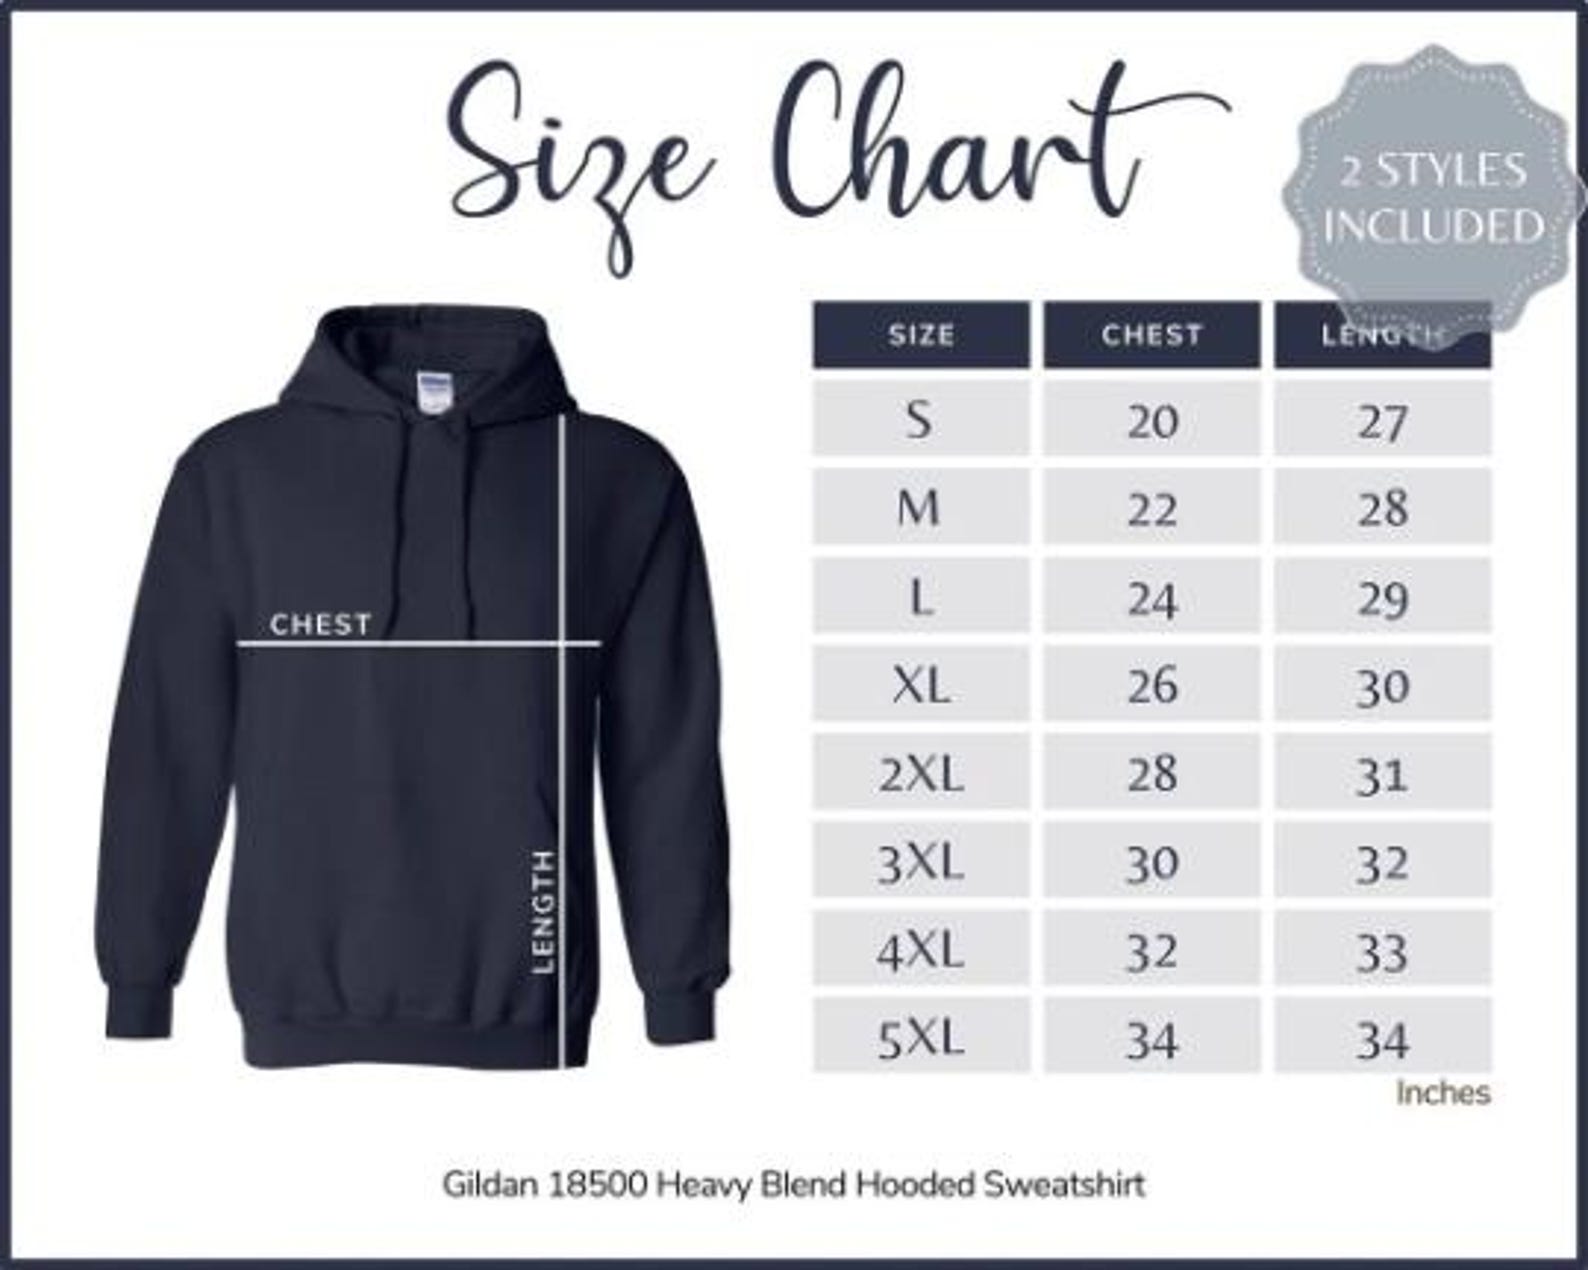 Size Chart
2 STYLES
INCLUDED
SIZE CHEST LENGTH
S 20 27
M 22 28
L 24 29
XL 26 30
2XL 28 31
3XL 30 32
4XL 32 33
5XL 34 34
Inches
CHEST
LENGTH
Gildan 18500 Heavy Blend Hooded Sweatshirt